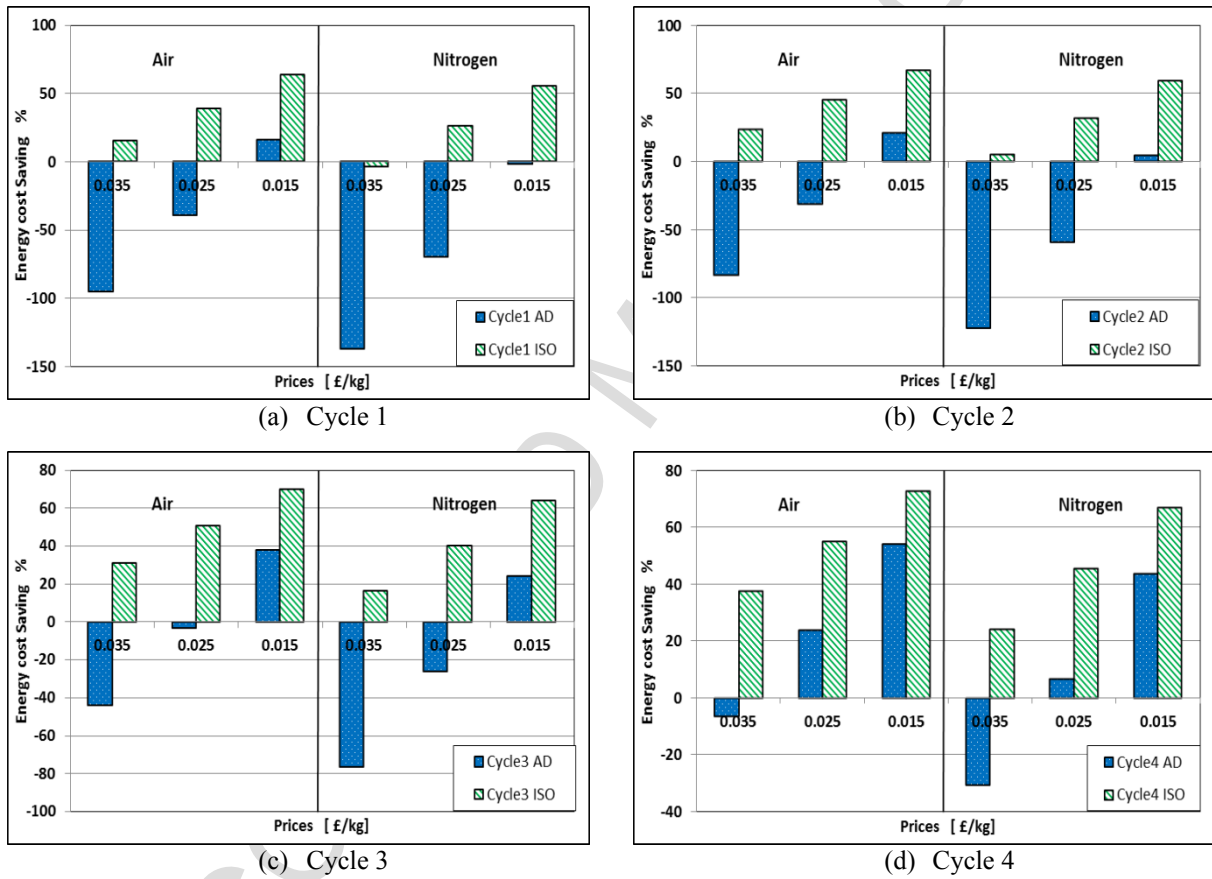 100
50
0
-50
-100
-150
Energy cost Saving %
Air
Nitrogen
0.035
0.025
0.015
0.035
0.025
0.015
Cycle1 AD
Cycle1 ISO
Prices [ £/kg]
(a) Cycle 1
100
50
0
-50
-100
-150
Energy cost Saving %
Air
Nitrogen
0.035
0.025
0.015
0.035
0.025
0.015
Cycle2 AD
Cycle2 ISO
Prices [ £/kg]
(b) Cycle 2
80
60
40
20
0
-20
-40
-60
-80
-100
Energy cost Saving %
Air
Nitrogen
0.035
0.025
0.015
0.035
0.025
0.015
Cycle3 AD
Cycle3 ISO
Prices [ £/kg]
(c) Cycle 3
80
60
40
20
0
-20
-40
Energy cost Saving %
Air
Nitrogen
0.035
0.025
0.015
0.035
0.025
0.015
Cycle4 AD
Cycle4 ISO
Prices [ £/kg]
(d) Cycle 4